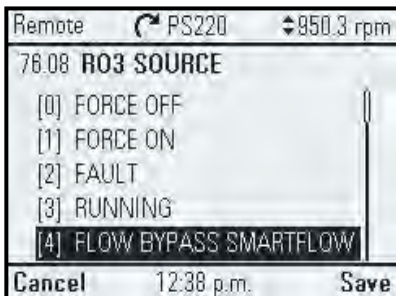 Remote PS220 950.3 rpm
76.08 RO3 SOURCE
[0] FORCE OFF
[1] FORCE ON
[2] FAULT
[3] RUNNING
[4] FLOW BYPASS SMARTFLOW
Cancel 12:38 p.m. Save